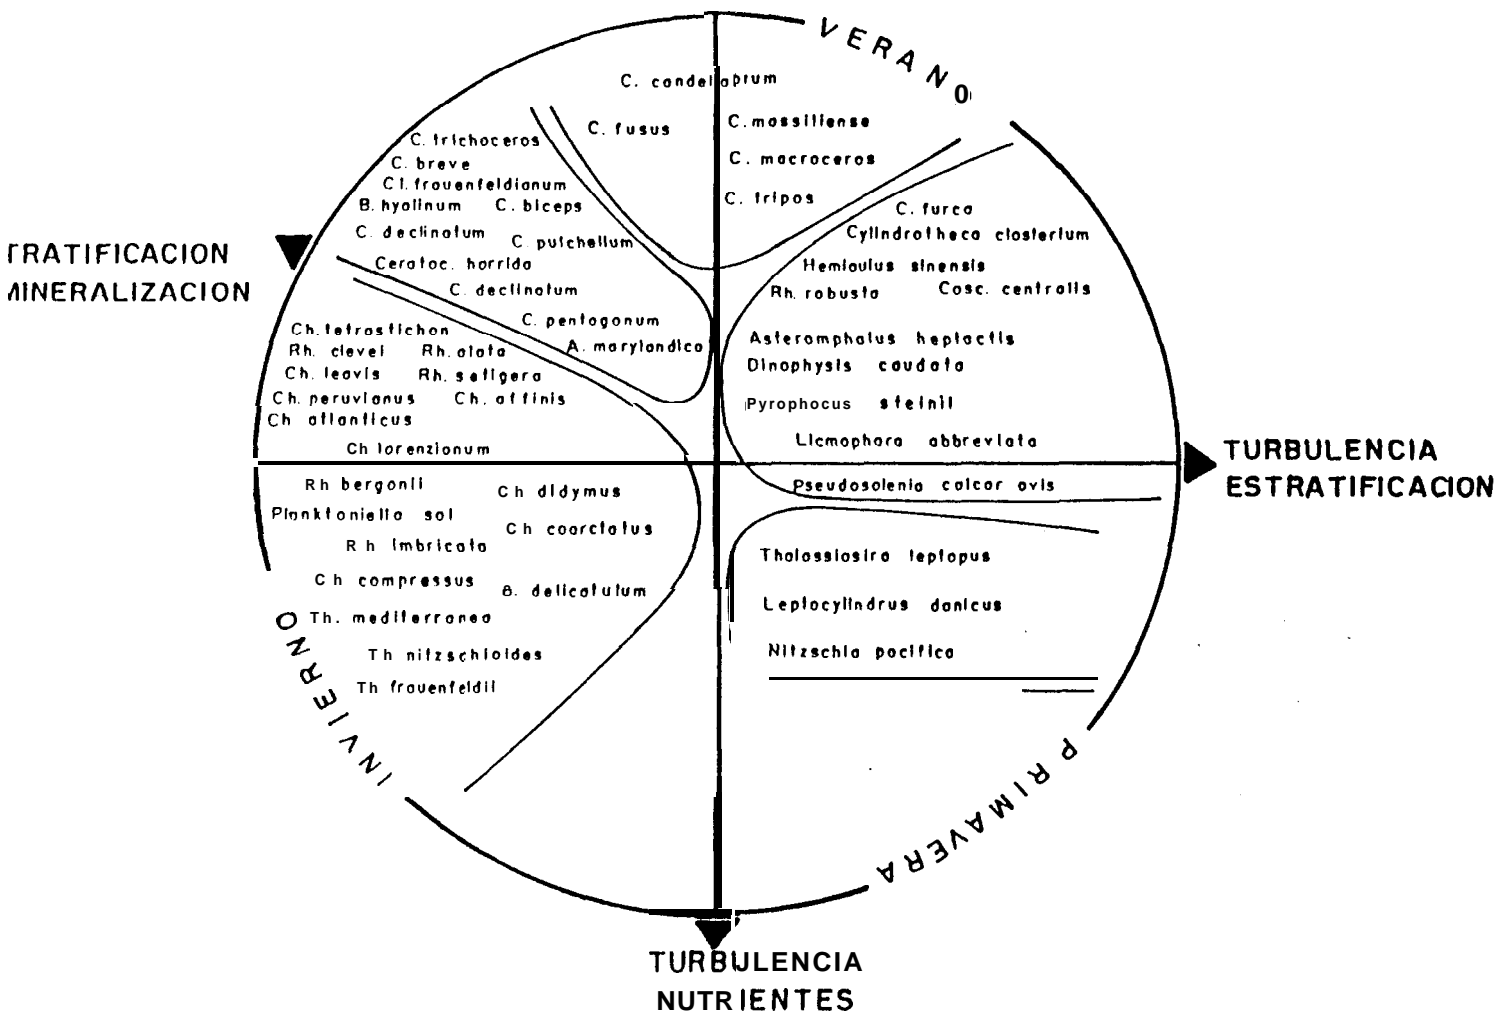 VERANO
C. candelabrum
C. fusus
C. massiliense
C. macroceros
C. tripos
C. trichoceros
C. breve
Cl. frauenfeldianum
B. hyalinum C. biceps
C. declinatum
C. pulchellum
Ceratoc. horrida
C. declinatum
C. pentagonum
A. marylandica
TRATIFICACION
MINERALIZACION
C. furca
Cylindrotheca closterium
Hemiaulus sinensis
Rh. robusta Cosc. centralis
Asteromphalus heptactis
Dinophysis caudata
Pyrophocus steinii
Licmophora abbreviata
Pseudosolenia calcar avis
TURBULENCIA
ESTRATIFICACION
Ch. tetrastichon
Rh. clevei Rh. alata
Ch. leavis Rh. setigera
Ch. peruvianus Ch. affinis
Ch atlanticus
Ch lorenzianum
Rh bergonii
Ch didymus
Planktoniella sol
Ch coarctatus
Rh imbricata
Ch compressus
B. delicatulum
Th. mediterranea
Th nitzschioides
Th frauenfeldii
INVIERNO
Thalassiosira leptopus
Leptocylindrus danicus
Nitzschia pacifica
PRIMAVERA
TURBULENCIA
NUTRIENTES